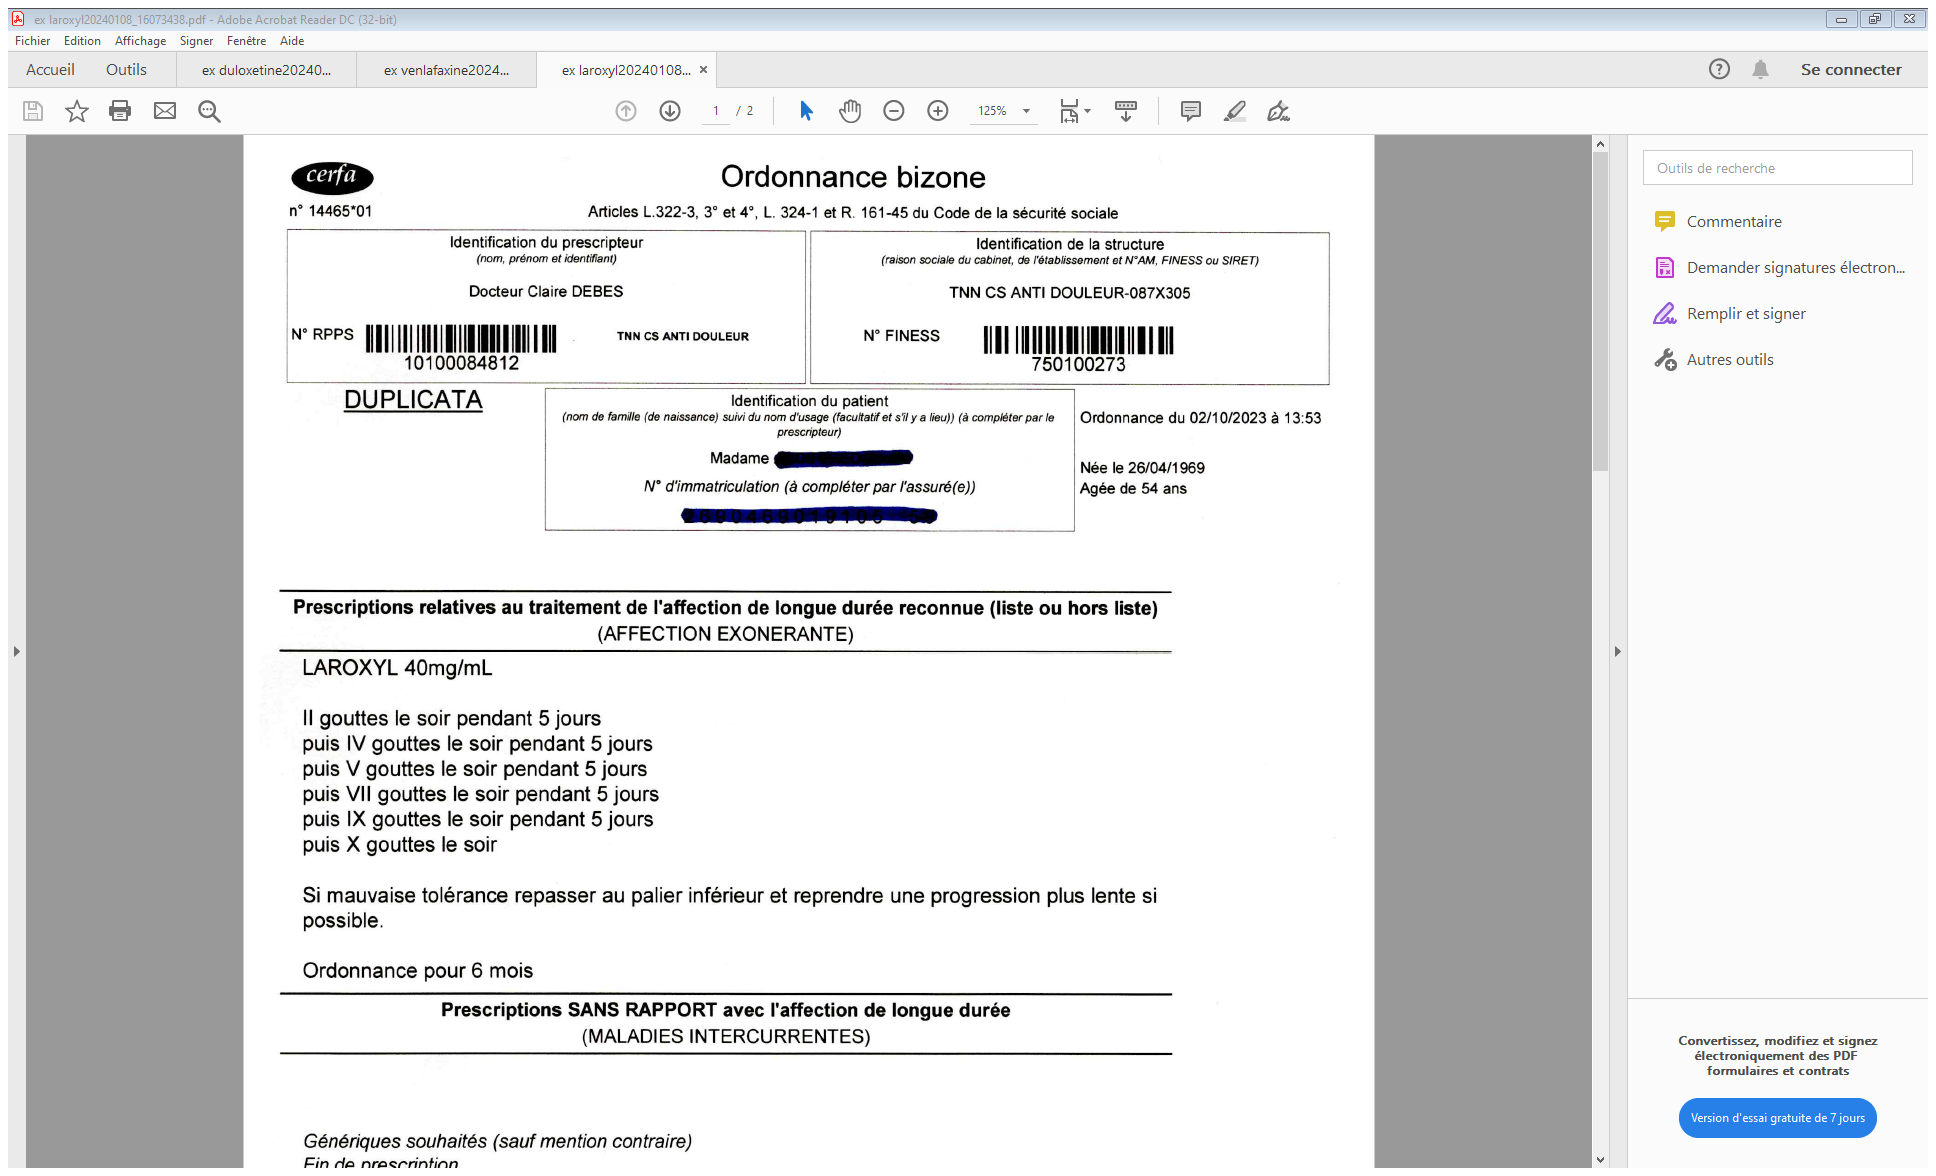 ex laroxyl20240108_16073438.pdf - Adobe Acrobat Reader DC (32-bit)
Fichier Edition Affichage Signer Fenêtre Aide
Accueil Outils ex duloxetine20240... ex venlafaxine2024... ex laroxyl20240108... × Se connecter
1 / 2 125%
cerfa
n° 14465*01
Ordonnance bizone
Articles L.322-3, 3° et 4°, L. 324-1 et R. 161-45 du Code de la sécurité sociale
Identification du prescripteur
(nom, prénom et identifiant)
Docteur Claire DEBES
N° RPPS
10100084812
TNN CS ANTI DOULEUR
Identification de la structure
(raison sociale du cabinet, de l'établissement et N°AM, FINESS ou SIRET)
TNN CS ANTI DOULEUR-087X305
N° FINESS
750100273
DUPLICATA
Identification du patient
(nom de famille (de naissance) suivi du nom d'usage (facultatif et s'il y a lieu)) (à compléter par le
prescripteur)
Madame
N° d'immatriculation (à compléter par l'assuré(e))
Ordonnance du 02/10/2023 à 13:53
Née le 26/04/1969
Agée de 54 ans
Prescriptions relatives au traitement de l'affection de longue durée reconnue (liste ou hors liste)
(AFFECTION EXONERANTE)
LAROXYL 40mg/mL
II gouttes le soir pendant 5 jours
puis IV gouttes le soir pendant 5 jours
puis V gouttes le soir pendant 5 jours
puis VII gouttes le soir pendant 5 jours
puis IX gouttes le soir pendant 5 jours
puis X gouttes le soir
Si mauvaise tolérance repasser au palier inférieur et reprendre une progression plus lente si
possible.
Ordonnance pour 6 mois
Prescriptions SANS RAPPORT avec l'affection de longue durée
(MALADIES INTERCURRENTES)
Génériques souhaités (sauf mention contraire)
Fin de prescription
Outils de recherche
Commentaire
Demander signatures électron...
Remplir et signer
Autres outils
Convertissez, modifiez et signez
électroniquement des PDF
formulaires et contrats
Version d'essai gratuite de 7 jours